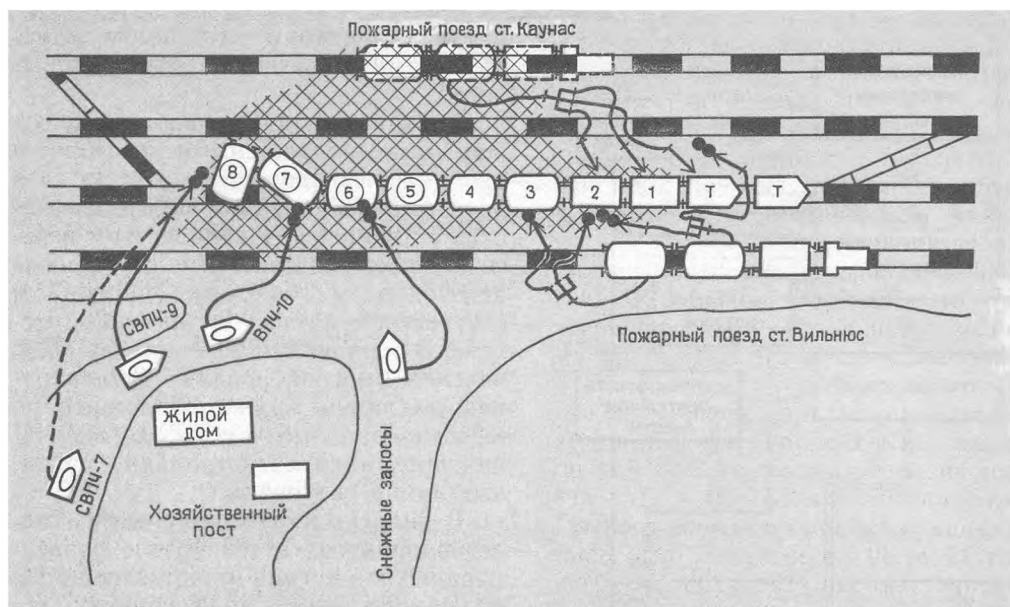 Пожарный поезд ст. Каунас
8
7
6
5
4
3
2
1
Т
Т
СВПЧ-9
ВПЧ-10
Пожарный поезд ст. Вильнюс
Жилой
дом
СВПЧ-7
Хозяйственный
пост
Снежные заносы